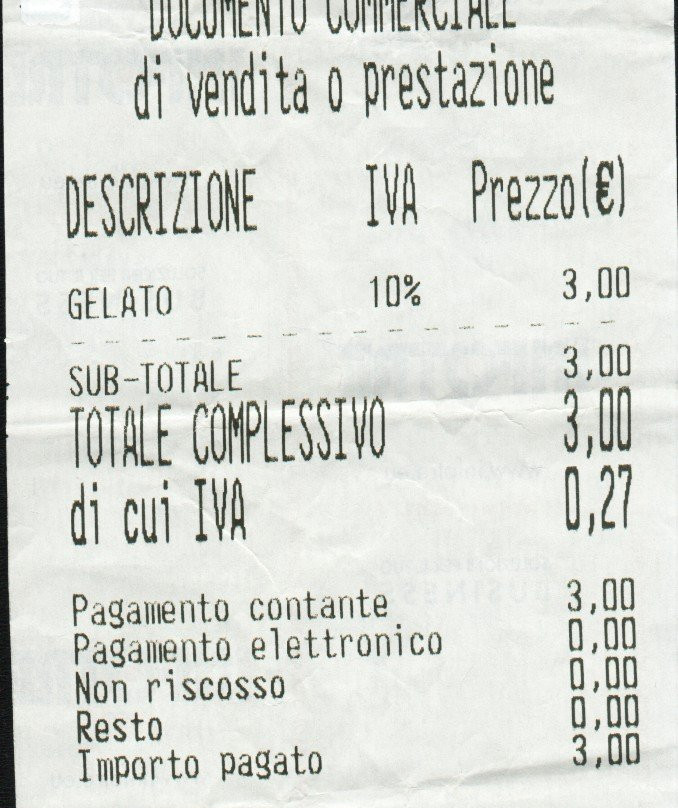 DOCUMENTO COMMERCIALE
di vendita o prestazione
DESCRIZIONE IVA Prezzo(€)
GELATO 10% 3,00
SUB-TOTALE 3,00
TOTALE COMPLESSIVO 3,00
di cui IVA 0,27
Pagamento contante 3,00
Pagamento elettronico 0,00
Non riscosso 0,00
Resto 0,00
Importo pagato 3,00